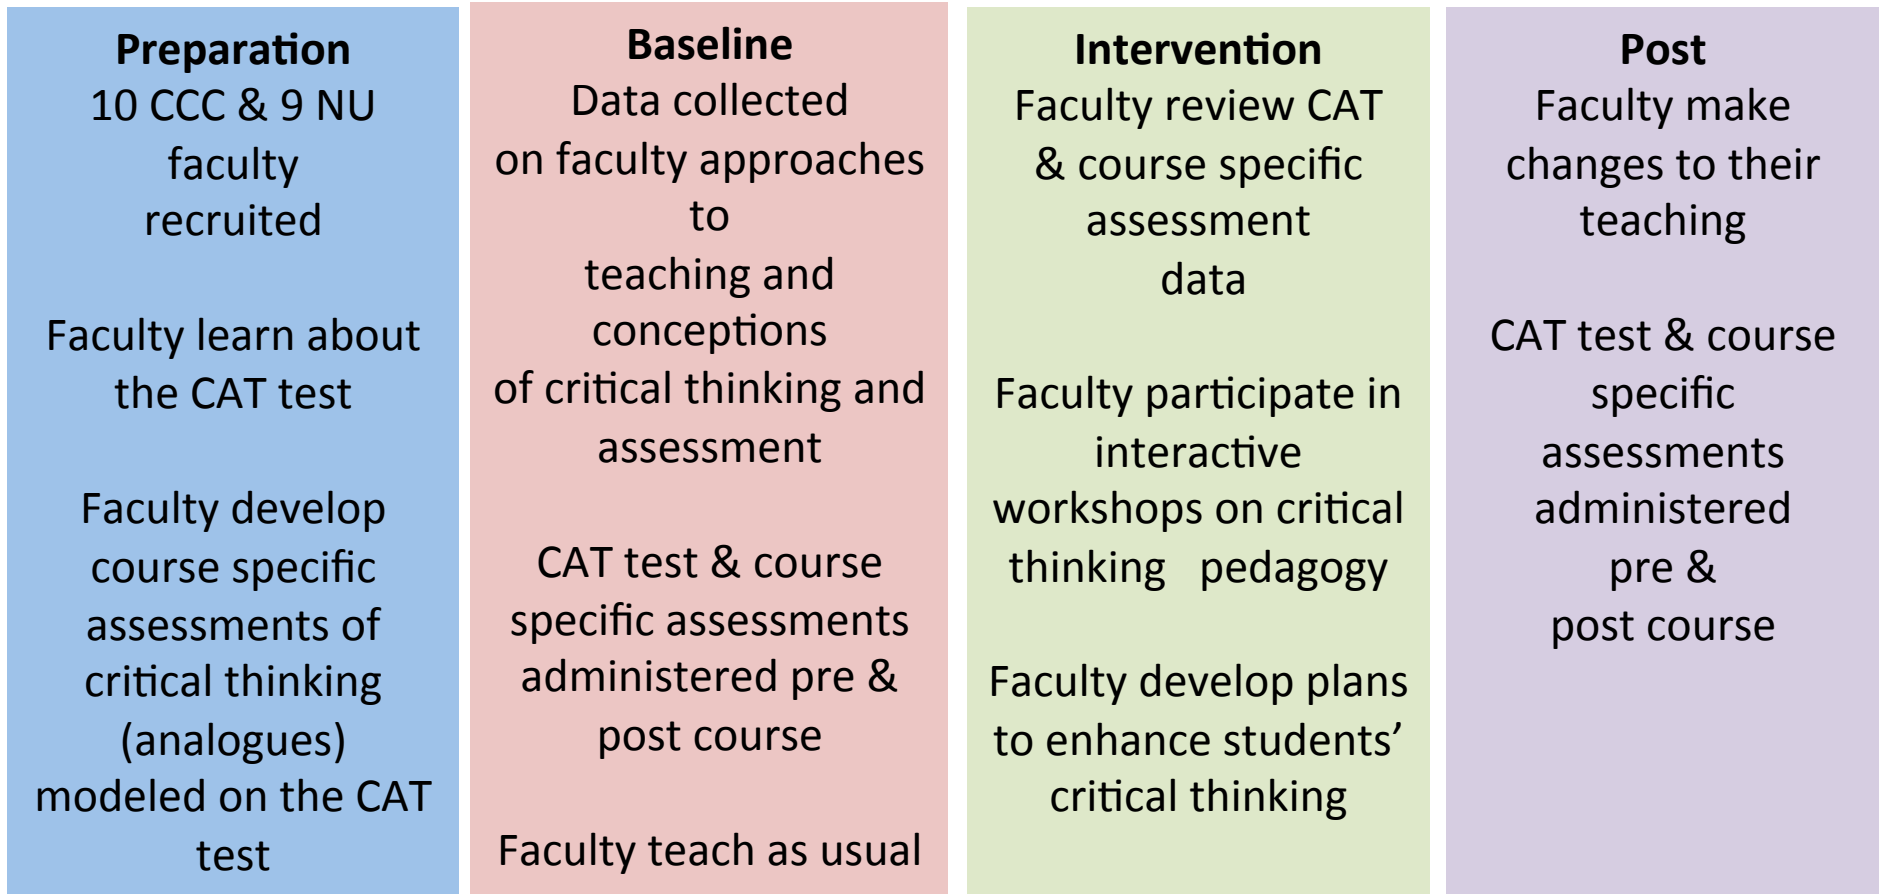 Preparation
10 CCC & 9 NU
faculty
recruited
Faculty learn about
the CAT test
Faculty develop
course specific
assessments of
critical thinking
(analogues)
modeled on the CAT
test
Baseline
Data collected
on faculty approaches
to
teaching and
conceptions
of critical thinking and
assessment
CAT test & course
specific assessments
administered pre &
post course
Faculty teach as usual
Intervention
Faculty review CAT
& course specific
assessment
data
Faculty participate in
interactive
workshops on critical
thinking pedagogy
Faculty develop plans
to enhance students’
critical thinking
Post
Faculty make
changes to their
teaching
CAT test & course
specific
assessments
administered
pre &
post course